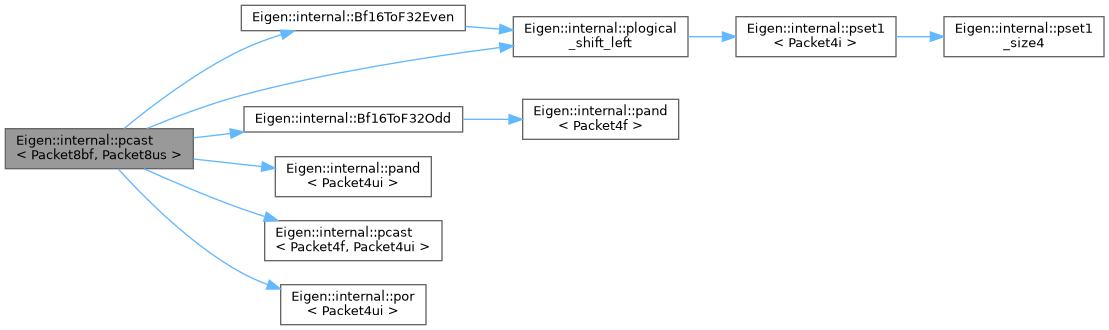 Eigen::internal::pcast
< Packet8bf, Packet8us >
Eigen::internal::Bf16ToF32Even
Eigen::internal::plogical
_shift_left
Eigen::internal::pset1
< Packet4i >
Eigen::internal::pset1
_size4
Eigen::internal::Bf16ToF32Odd
Eigen::internal::pand
< Packet4f >
Eigen::internal::pand
< Packet4ui >
Eigen::internal::pcast
< Packet4f, Packet4ui >
Eigen::internal::por
< Packet4ui >